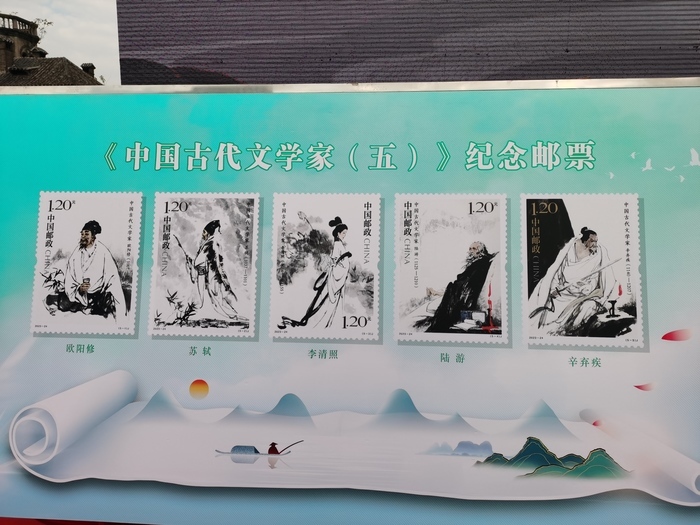 《中国古代文学家（五）》纪念邮票
1.20元
中国邮政
CHINA
1.20元
中国邮政
CHINA
中国邮政
CHINA
1.20元
1.20元
中国邮政
CHINA
1.20元
中国邮政
CHINA
欧阳修
苏轼
李清照
陆游
辛弃疾